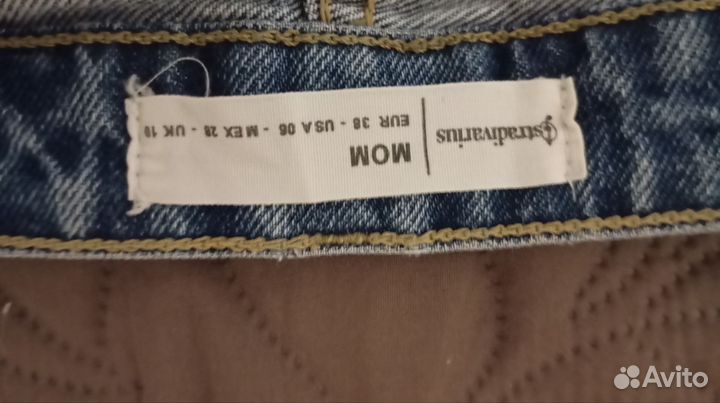 stradivarius
MOM
EUR 38 - USA 06 - MEX 28 - UK 10
Avito